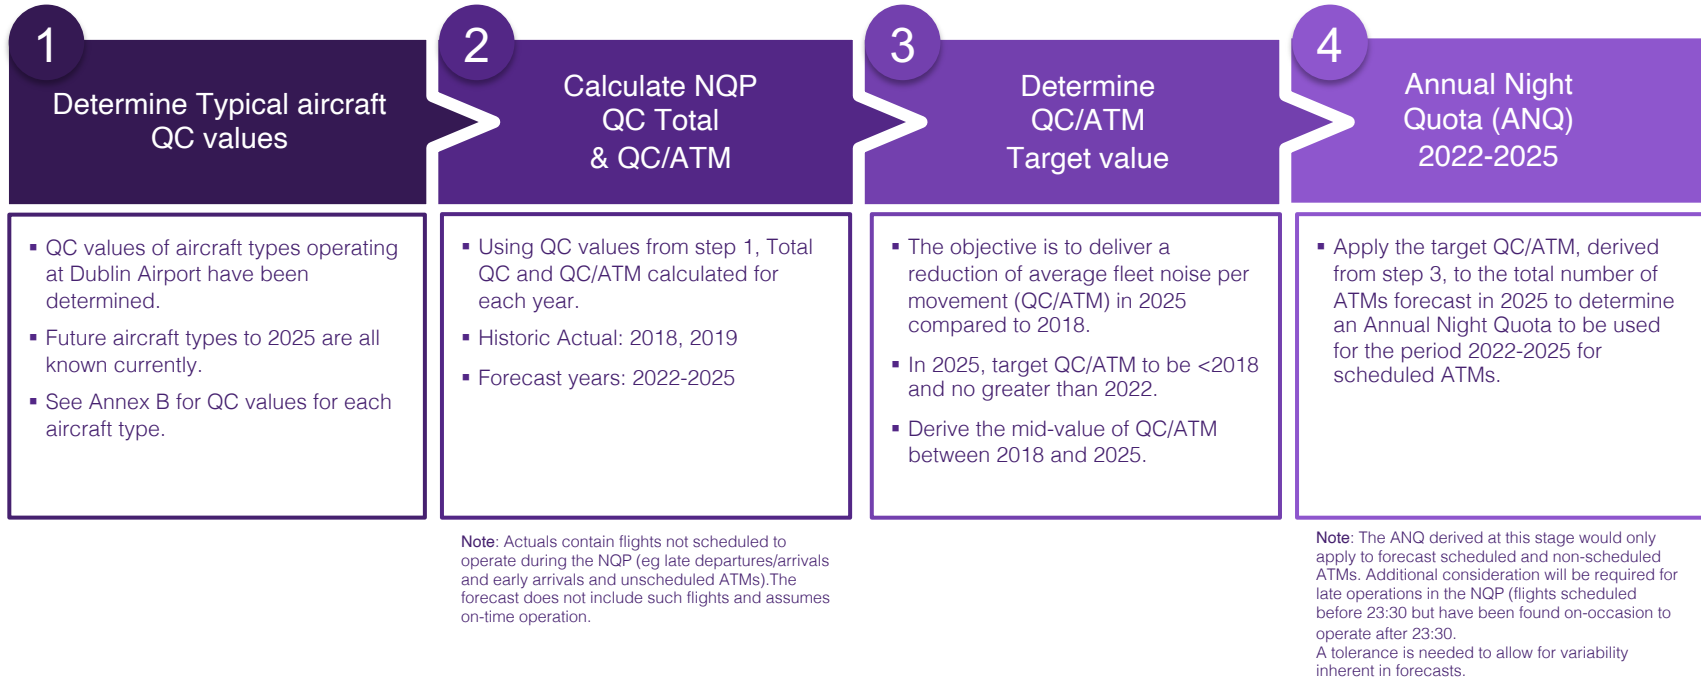 1
Determine Typical aircraft
QC values
2
Calculate NQP
QC Total
& QC/ATM
3
Determine
QC/ATM
Target value
4
Annual Night
Quota (ANQ)
2022-2025
▪ QC values of aircraft types operating
at Dublin Airport have been
determined.
▪ Future aircraft types to 2025 are all
known currently.
▪ See Annex B for QC values for each
aircraft type.
▪ Using QC values from step 1, Total
QC and QC/ATM calculated for
each year.
▪ Historic Actual: 2018, 2019
▪ Forecast years: 2022-2025
Note: Actuals contain flights not scheduled to
operate during the NQP (eg late departures/arrivals
and early arrivals and unscheduled ATMs).The
forecast does not include such flights and assumes
on-time operation.
▪ The objective is to deliver a
reduction of average fleet noise per
movement (QC/ATM) in 2025
compared to 2018.
▪ In 2025, target QC/ATM to be <2018
and no greater than 2022.
▪ Derive the mid-value of QC/ATM
between 2018 and 2025.
▪ Apply the target QC/ATM, derived
from step 3, to the total number of
ATMs forecast in 2025 to determine
an Annual Night Quota to be used
for the period 2022-2025 for
scheduled ATMs.
Note: The ANQ derived at this stage would only
apply to forecast scheduled and non-scheduled
ATMs. Additional consideration will be required for
late operations in the NQP (flights scheduled
before 23:30 but have been found on-occasion to
operate after 23:30.
A tolerance is needed to allow for variability
inherent in forecasts.